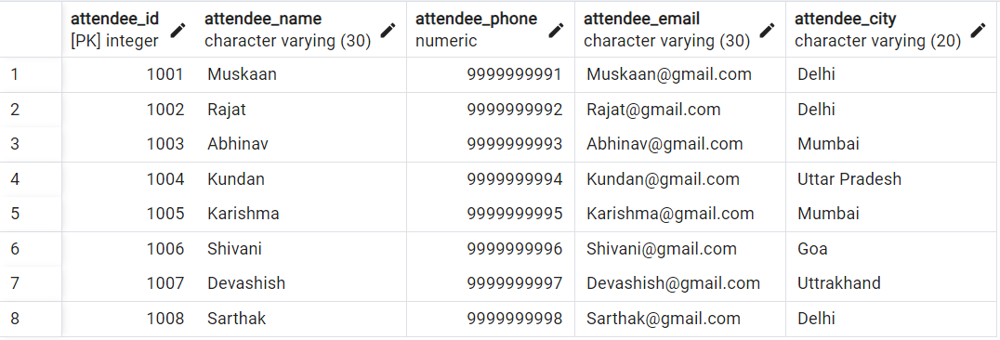 attendee_id attendee_name attendee_phone attendee_email attendee_city
[PK] integer character varying (30) numeric character varying (30) character varying (20)
1 1001 Muskaan 9999999991 Muskaan@gmail.com Delhi
2 1002 Rajat 9999999992 Rajat@gmail.com Delhi
3 1003 Abhinav 9999999993 Abhinav@gmail.com Mumbai
4 1004 Kundan 9999999994 Kundan@gmail.com Uttar Pradesh
5 1005 Karishma 9999999995 Karishma@gmail.com Mumbai
6 1006 Shivani 9999999996 Shivani@gmail.com Goa
7 1007 Devashish 9999999997 Devashish@gmail.com Uttrakhand
8 1008 Sarthak 9999999998 Sarthak@gmail.com Delhi